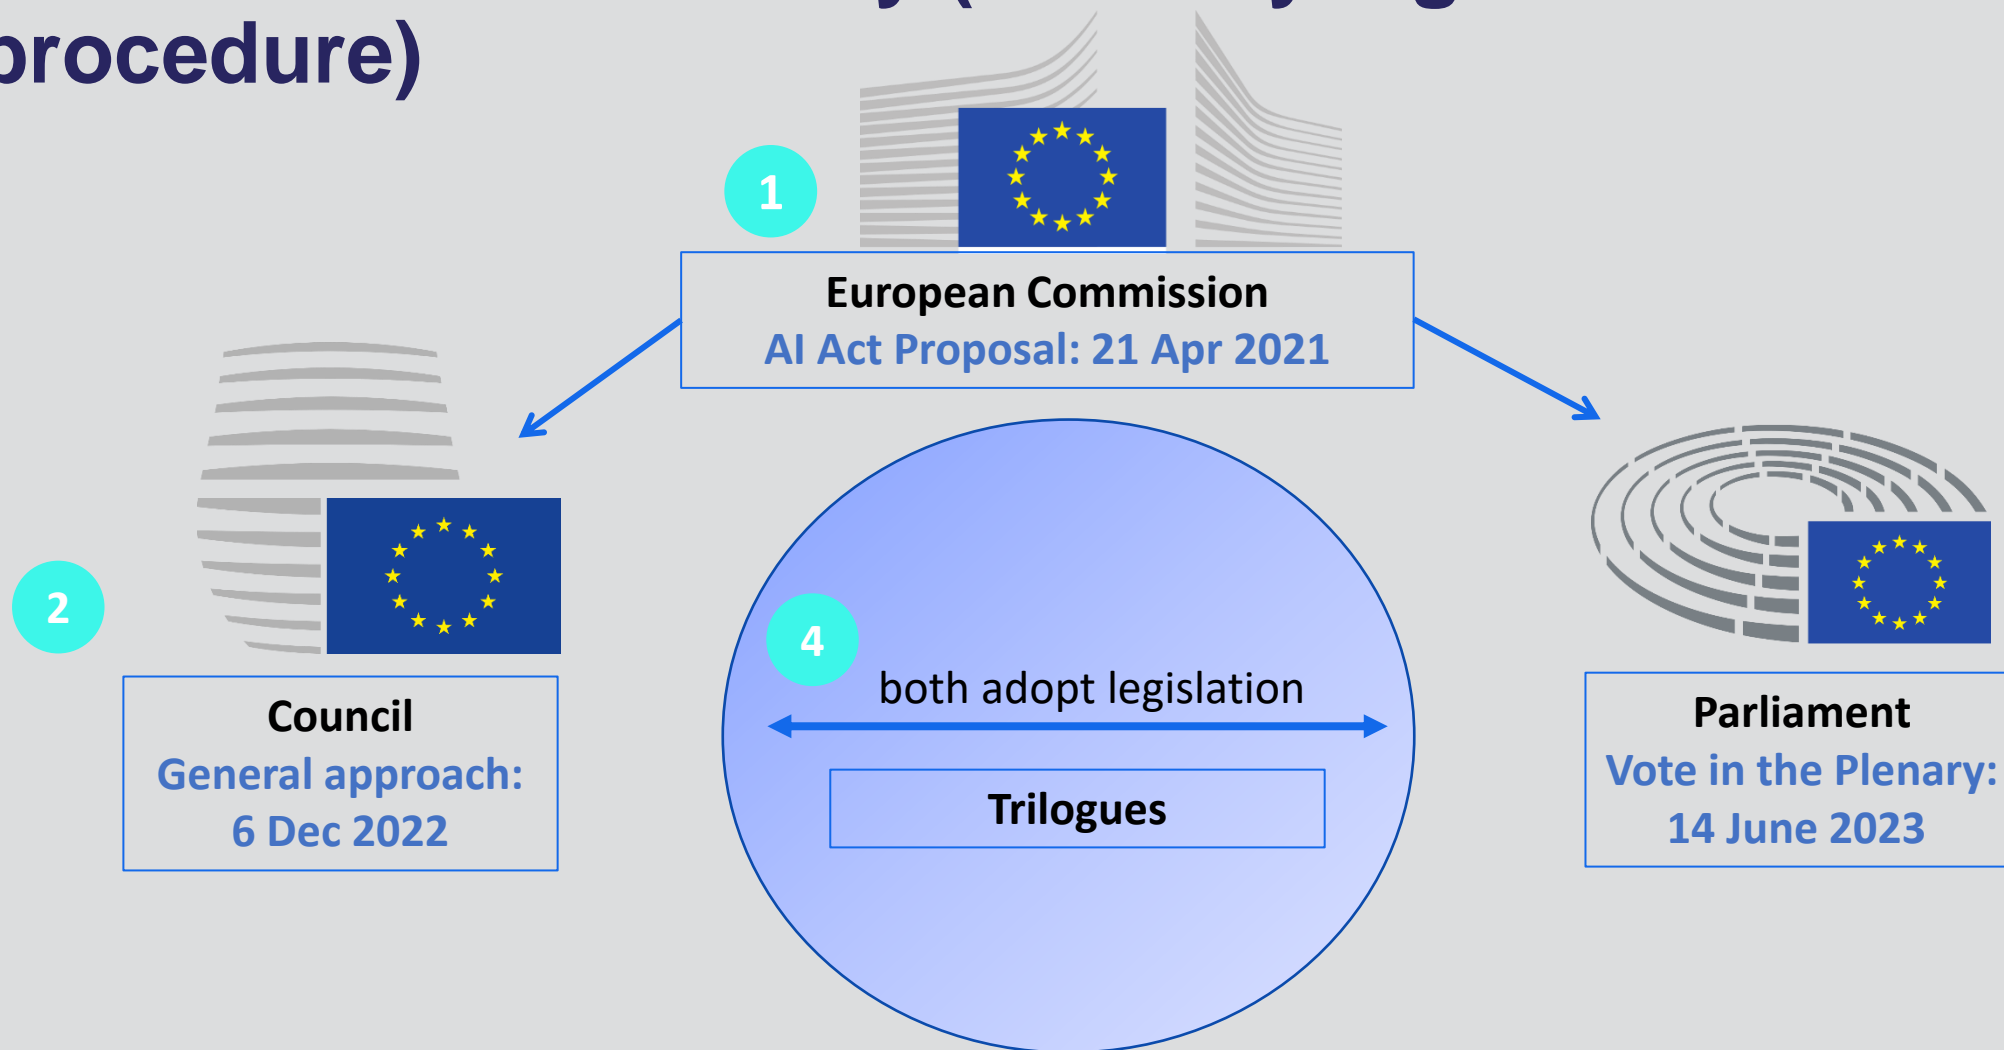 procedure)
1
European Commission
AI Act Proposal: 21 Apr 2021
2
Council
General approach:
6 Dec 2022
4
both adopt legislation
Trilogues
Parliament
Vote in the Plenary:
14 June 2023